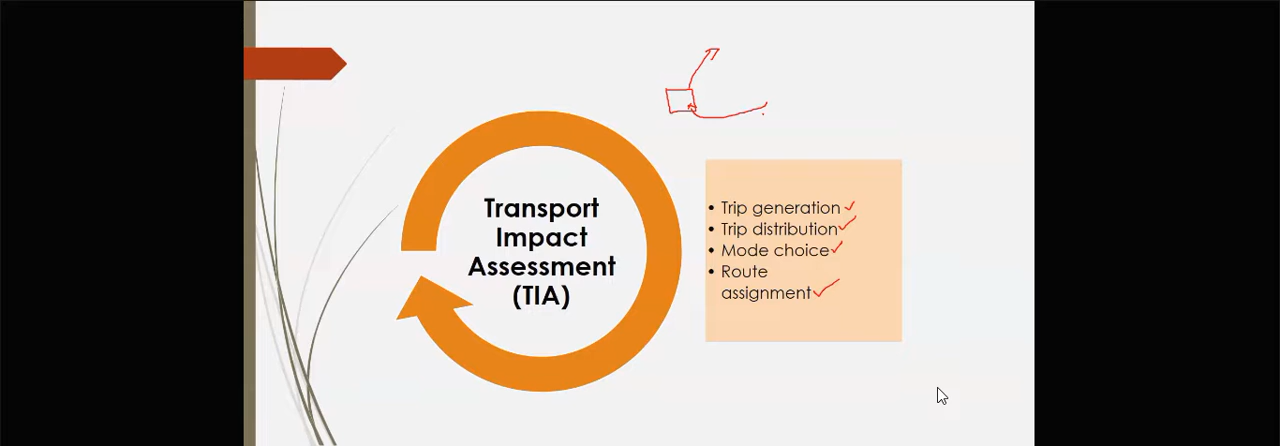 Transport
Impact
Assessment
(TIA)
• Trip generation
• Trip distribution
• Mode choice
• Route
assignment